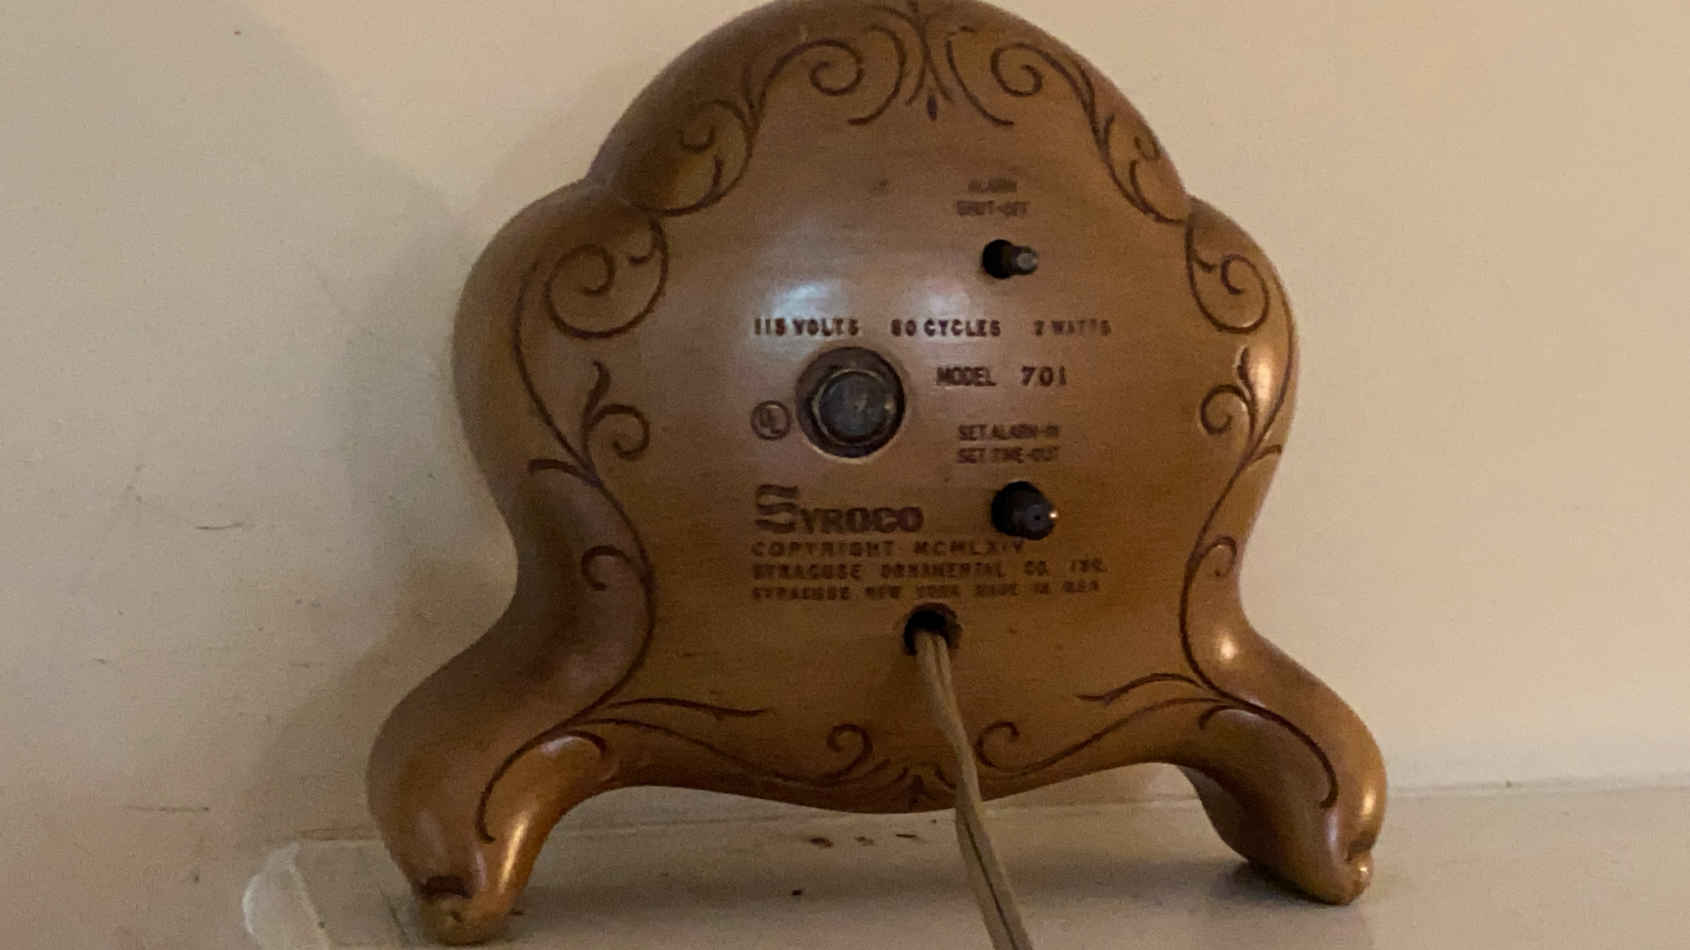 ALARM
SHUT-OFF
115 VOLTS 60 CYCLES 2 WATTS
MODEL 701
UL
SET ALARM-IN
SET TIME-OUT
SYROCO
COPYRIGHT MCMLXIV
SYRACUSE ORNAMENTAL CO. INC.
SYRACUSE, NEW YORK MADE IN U.S.A.